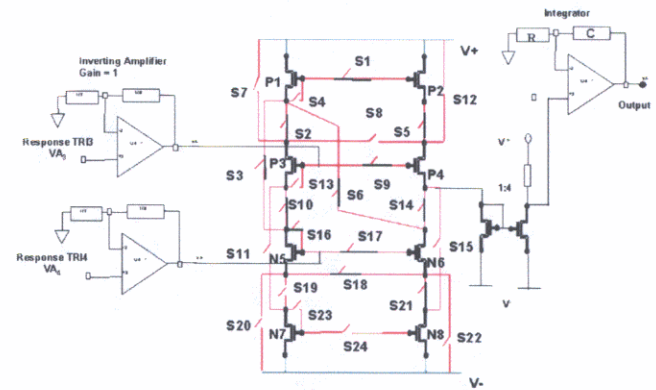 Integrator
R
C
Output
Inverting Amplifier
Gain = 1
V+
S1
P1
P2
S7
S4
S12
S8
S2
S5
P3
P4
S3
S13
S9
S6
S10
S14
Response TRI3
VA₅
1:4
V⁻
S16
S17
S11
S15
N5
N6
Response TRI4
VA₆
S18
V
S19
S21
S20
S23
S22
N7
N8
S24
V-